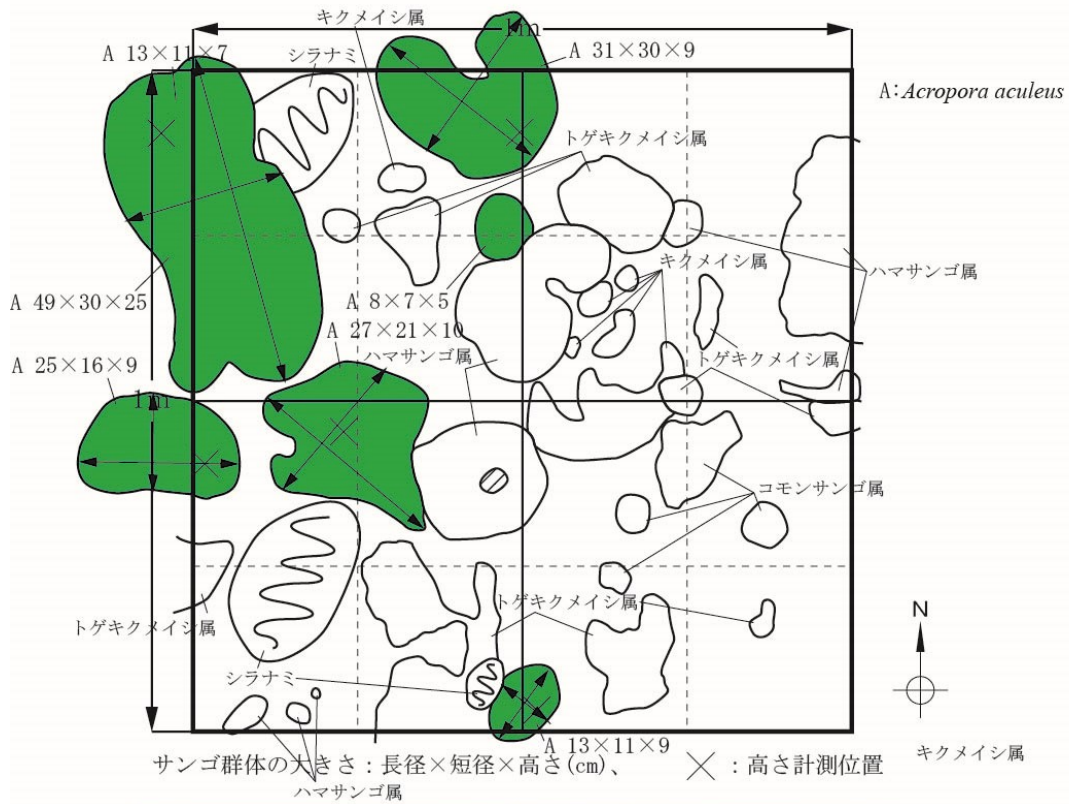 キクメイシ属
1m
A 13×11×7
シラナミ
A 31×30×9
A:Acropora aculeus
トゲキクメイシ属
キクメイシ属
ハマサンゴ属
A 49×30×25
A 8×7×5
A 27×21×10
ハマサンゴ属
トゲキクメイシ属
A 25×16×9
1m
コモンサンゴ属
トゲキクメイシ属
トゲキクメイシ属
N
シラナミ
A 13×11×9
キクメイシ属
サンゴ群体の大きさ:長径×短径×高さ(cm)、 ×:高さ計測位置
ハマサンゴ属